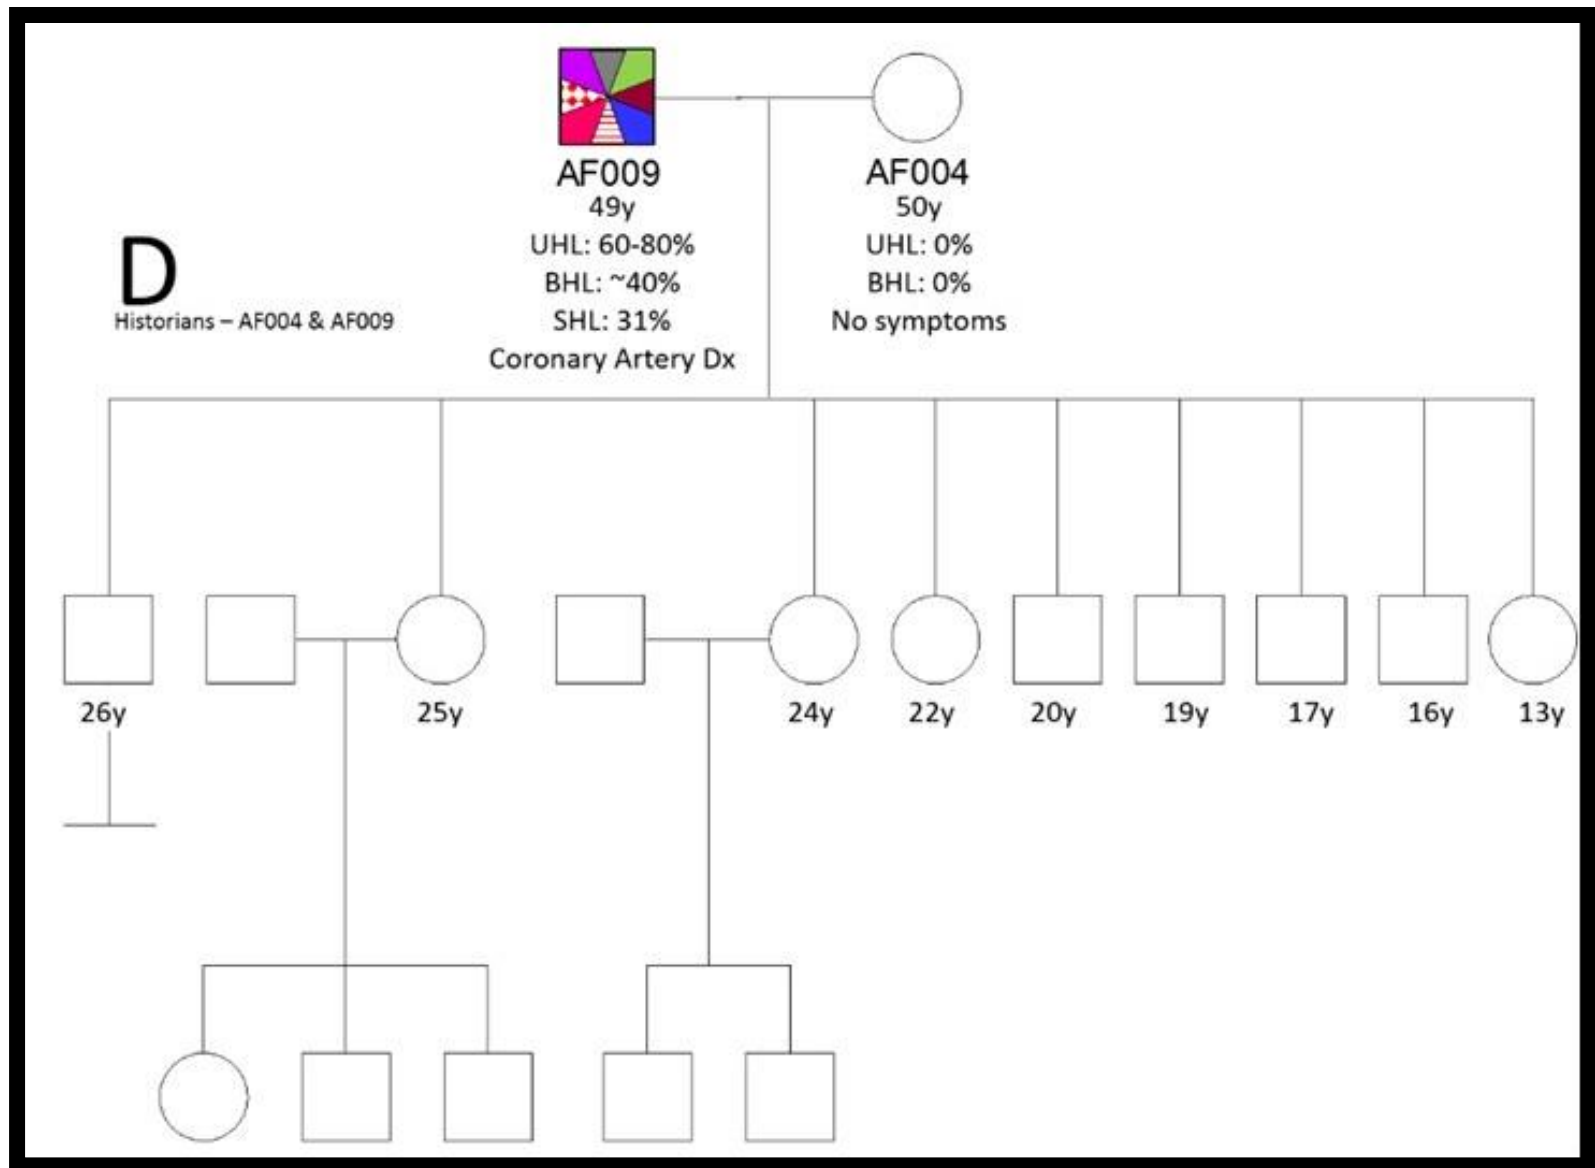 AF009
49y
UHL: 60-80%
BHL: ~40%
SHL: 31%
Coronary Artery Dx
AF004
50y
UHL: 0%
BHL: 0%
No symptoms
D
Historians – AF004 & AF009
26y
25y
24y
22y
20y
19y
17y
16y
13y